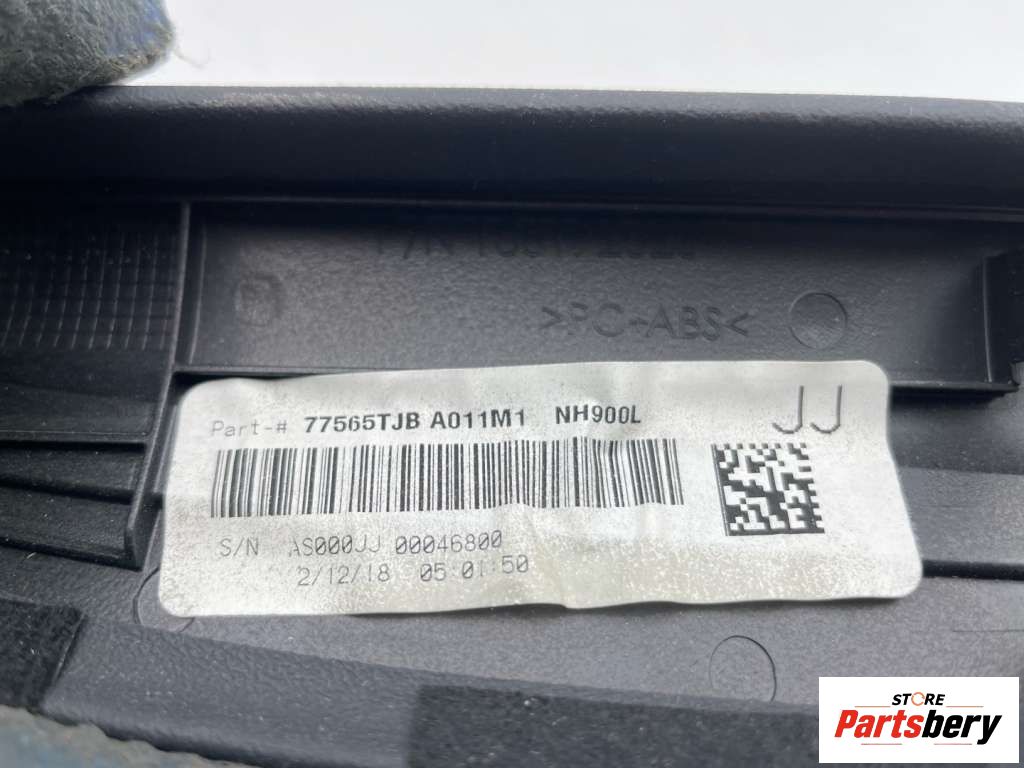 >PC-ABS<
Part-# 77565TJB A011M1 NH900L JJ
S/N AS000JJ 00046800
2/12/18 05:01:50
STORE
Partsbery